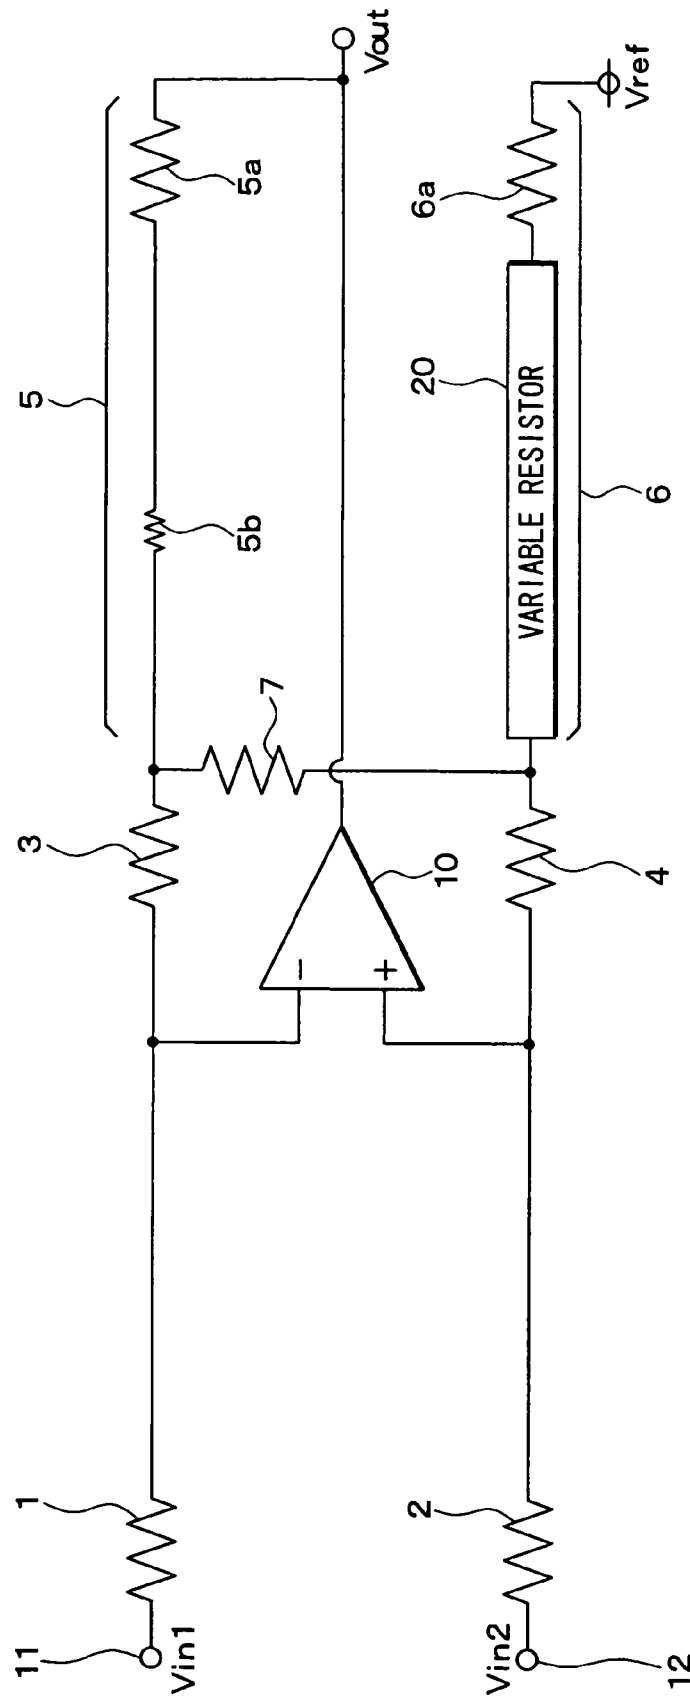 5
Vout
5a
5b
3
7
6a
Vref
20
VARIABLE RESISTOR
6
10
−
+
4
1
11
Vin1
2
Vin2
12